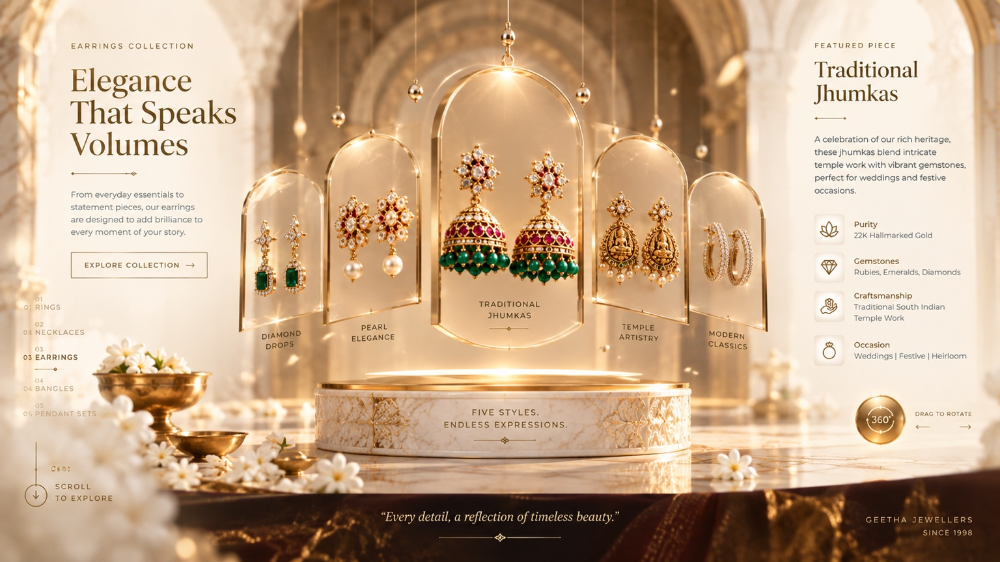 EARRINGS COLLECTION
Elegance
That Speaks
Volumes
From everyday essentials to
statement pieces, our earrings
are designed to add brilliance to
every moment of your story.
EXPLORE COLLECTION →
01
01 RINGS
02
02 NECKLACES
03
03 EARRINGS
04
04 BANGLES
05
05 PENDANT SETS
SCROLL
TO EXPLORE
DIAMOND
DROPS
PEARL
ELEGANCE
TRADITIONAL
JHUMKAS
TEMPLE
ARTISTRY
MODERN
CLASSICS
FIVE STYLES.
ENDLESS EXPRESSIONS.
“Every detail, a reflection of timeless beauty.”
FEATURED PIECE
Traditional
Jhumkas
A celebration of our rich heritage,
these jhumkas blend intricate
temple work with vibrant gemstones,
perfect for weddings and festive
occasions.
Purity
22K Hallmarked Gold
Gemstones
Rubies, Emeralds, Diamonds
Craftsmanship
Traditional South Indian
Temple Work
Occasion
Weddings | Festive | Heirloom
360°
DRAG TO ROTATE
GEETHA JEWELLERS
SINCE 1998